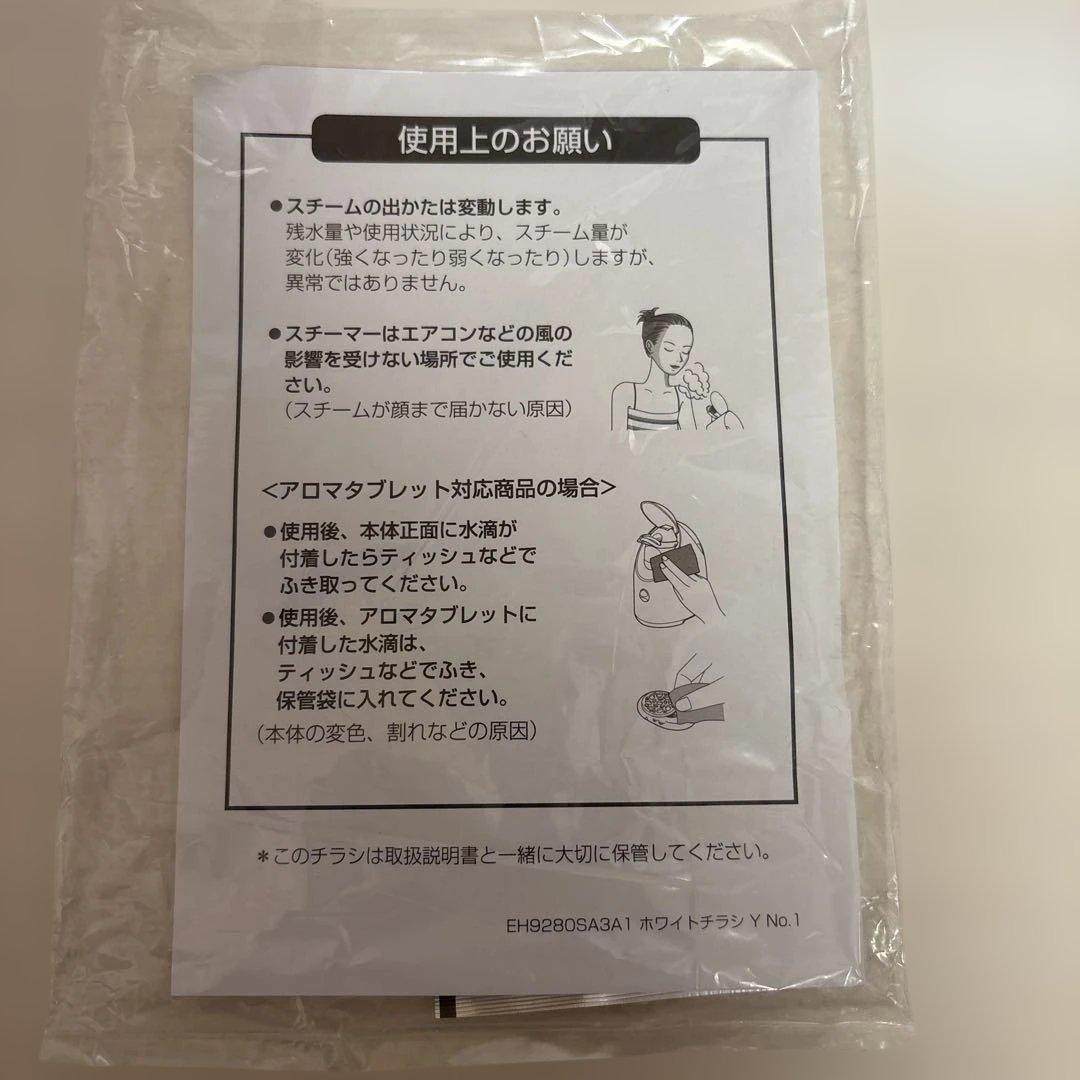 使用上のお願い
●スチームの出かたは変動します。
残水量や使用状況により、スチーム量が
変化(強くなったり弱くなったり)しますが、
異常ではありません。
●スチーマーはエアコンなどの風の
影響を受けない場所でご使用くだ
さい。
(スチームが顔まで届かない原因)
<アロマタブレット対応商品の場合>
●使用後、本体正面に水滴が
付着したらティッシュなどで
ふき取ってください。
●使用後、アロマタブレットに
付着した水滴は、
ティッシュなどでふき、
保管袋に入れてください。
(本体の変色、割れなどの原因)
*このチラシは取扱説明書と一緒に大切に保管してください。
EH9280SA3A1 ホワイトチラシ Y No.1